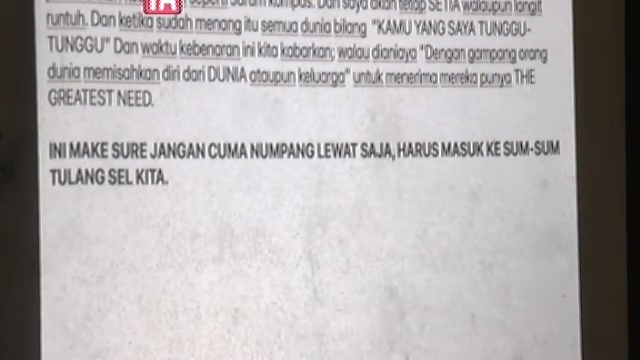 kompas. Dan saya akan tetap SETIA walaupun langit
runtuh. Dan ketika sudah menang itu semua dunia bilang "KAMU YANG SAYA TUNGGU-
TUNGGU" Dan waktu kebenaran ini kita kabarkan; walau dianiaya "Dengan gampang orang
dunia memisahkan diri dari DUNIA ataupun keluarga" untuk menerima mereka punya THE
GREATEST NEED.
INI MAKE SURE JANGAN CUMA NUMPANG LEWAT SAJA, HARUS MASUK KE SUM-SUM
TULANG SEL KITA.